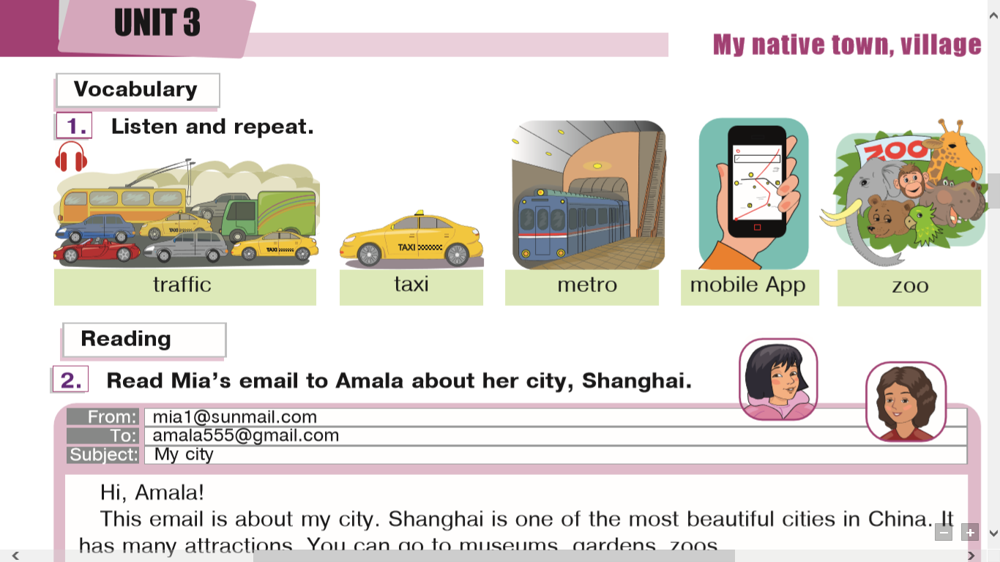 UNIT 3
My native town, village
Vocabulary
1. Listen and repeat.
ZOO
TAXI
TAXI
TAXI
traffic
taxi
metro
mobile App
zoo
Reading
2. Read Mia's email to Amala about her city, Shanghai.
From: mia1@sunmail.com
To: amala555@gmail.com
Subject: My city
Hi, Amala!
This email is about my city. Shanghai is one of the most beautiful cities in China. It
has many attractions. You can go to museums, gardens, zoos